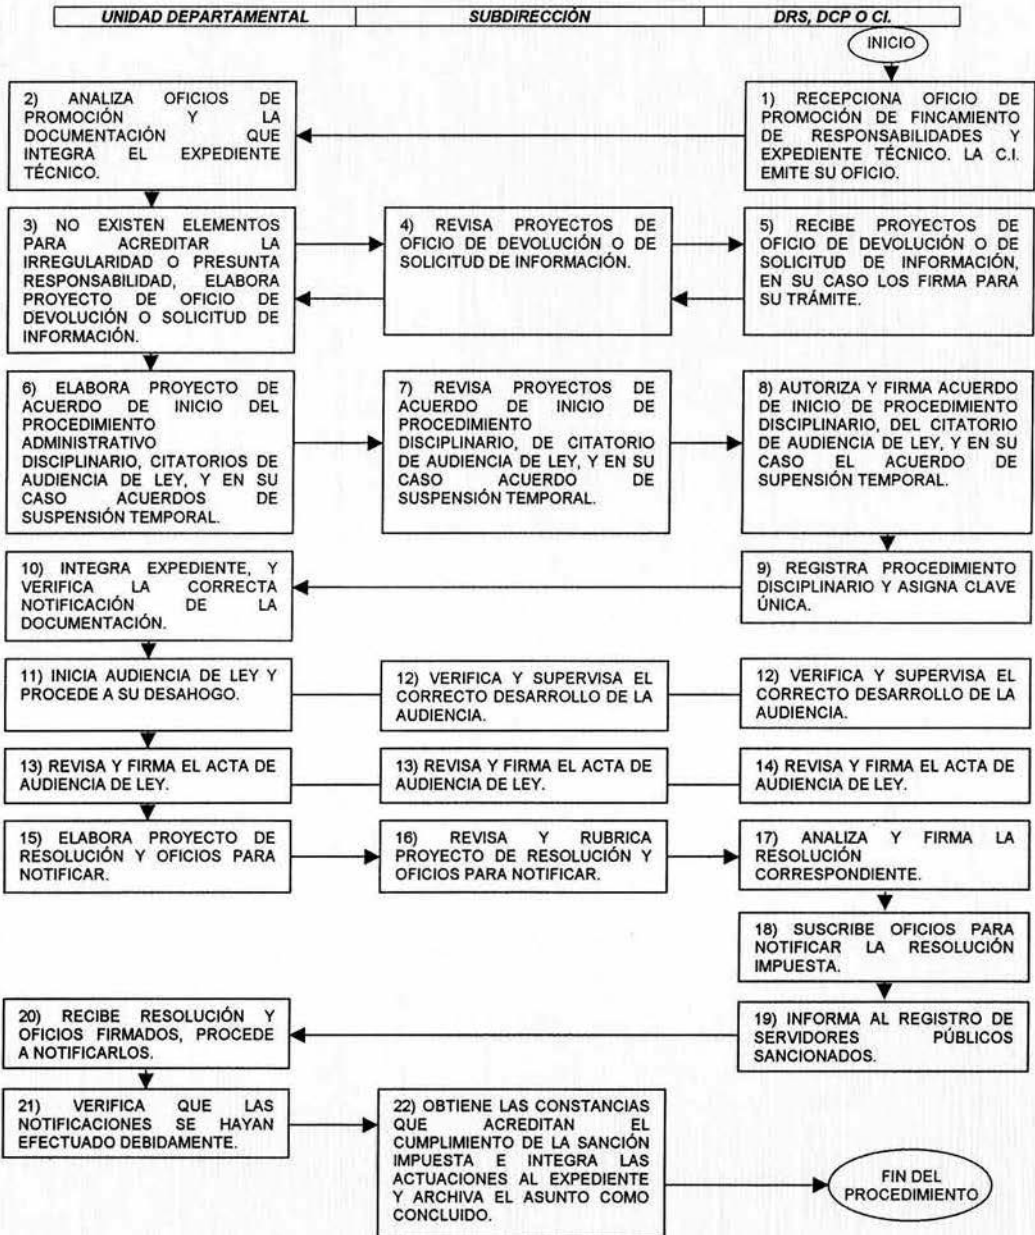 UNIDAD DEPARTAMENTAL
SUBDIRECCIÓN
DRS, DCP O CI.
INICIO
2) ANALIZA OFICIOS DE
PROMOCIÓN Y LA
DOCUMENTACIÓN QUE
INTEGRA EL EXPEDIENTE
TÉCNICO.
1) RECEPCIONA OFICIO DE
PROMOCIÓN DE FINCAMIENTO
DE RESPONSABILIDADES Y
EXPEDIENTE TÉCNICO. LA C.I.
EMITE SU OFICIO.
3) NO EXISTEN ELEMENTOS
PARA ACREDITAR LA
IRREGULARIDAD O PRESUNTA
RESPONSABILIDAD, ELABORA
PROYECTO DE OFICIO DE
DEVOLUCIÓN O SOLICITUD DE
INFORMACIÓN.
4) REVISA PROYECTOS DE
OFICIO DE DEVOLUCIÓN O DE
SOLICITUD DE INFORMACIÓN.
5) RECIBE PROYECTOS DE
OFICIO DE DEVOLUCIÓN O DE
SOLICITUD DE INFORMACIÓN,
EN SU CASO LOS FIRMA PARA
SU TRÁMITE.
6) ELABORA PROYECTO DE
ACUERDO DE INICIO DEL
PROCEDIMIENTO
ADMINISTRATIVO
DISCIPLINARIO, CITATORIOS DE
AUDIENCIA DE LEY, Y EN SU
CASO ACUERDOS DE
SUSPENSIÓN TEMPORAL.
7) REVISA PROYECTOS DE
ACUERDO DE INICIO DE
PROCEDIMIENTO
DISCIPLINARIO, DE CITATORIO
DE AUDIENCIA DE LEY, Y EN SU
CASO ACUERDO DE
SUSPENSIÓN TEMPORAL.
8) AUTORIZA Y FIRMA ACUERDO
DE INICIO DE PROCEDIMIENTO
DISCIPLINARIO, DEL CITATORIO
DE AUDIENCIA DE LEY, Y EN SU
CASO EL ACUERDO DE
SUPENSIÓN TEMPORAL.
10) INTEGRA EXPEDIENTE, Y
VERIFICA LA CORRECTA
NOTIFICACIÓN DE LA
DOCUMENTACIÓN.
9) REGISTRA PROCEDIMIENTO
DISCIPLINARIO Y ASIGNA CLAVE
ÚNICA.
11) INICIA AUDIENCIA DE LEY Y
PROCEDE A SU DESAHOGO.
12) VERIFICA Y SUPERVISA EL
CORRECTO DESARROLLO DE LA
AUDIENCIA.
12) VERIFICA Y SUPERVISA EL
CORRECTO DESARROLLO DE LA
AUDIENCIA.
13) REVISA Y FIRMA EL ACTA DE
AUDIENCIA DE LEY.
13) REVISA Y FIRMA EL ACTA DE
AUDIENCIA DE LEY.
14) REVISA Y FIRMA EL ACTA DE
AUDIENCIA DE LEY.
15) ELABORA PROYECTO DE
RESOLUCIÓN Y OFICIOS PARA
NOTIFICAR.
16) REVISA Y RUBRICA
PROYECTO DE RESOLUCIÓN Y
OFICIOS PARA NOTIFICAR.
17) ANALIZA Y FIRMA LA
RESOLUCIÓN
CORRESPONDIENTE.
18) SUSCRIBE OFICIOS PARA
NOTIFICAR LA RESOLUCIÓN
IMPUESTA.
20) RECIBE RESOLUCIÓN Y
OFICIOS FIRMADOS, PROCEDE
A NOTIFICARLOS.
19) INFORMA AL REGISTRO DE
SERVIDORES PÚBLICOS
SANCIONADOS.
21) VERIFICA QUE LAS
NOTIFICACIONES SE HAYAN
EFECTUADO DEBIDAMENTE.
22) OBTIENE LAS CONSTANCIAS
QUE ACREDITAN EL
CUMPLIMIENTO DE LA SANCIÓN
IMPUESTA E INTEGRA LAS
ACTUACIONES AL EXPEDIENTE
Y ARCHIVA EL ASUNTO COMO
CONCLUIDO.
FIN DEL
PROCEDIMIENTO